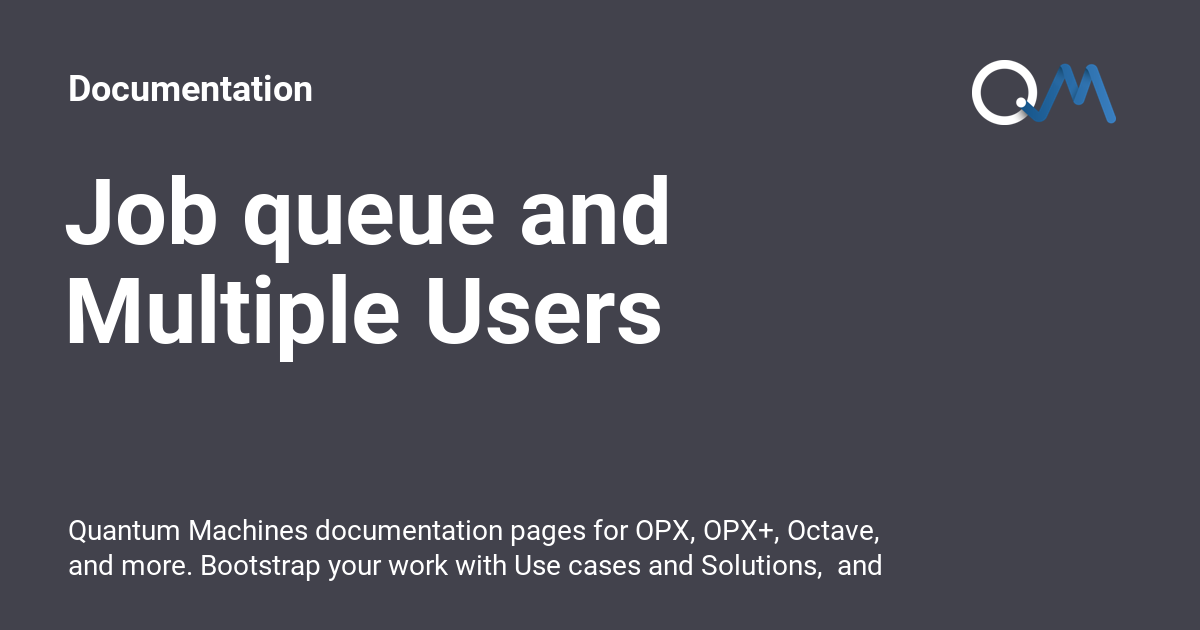 Documentation
QM
Job queue and
Multiple Users
Quantum Machines documentation pages for OPX, OPX+, Octave,
and more. Bootstrap your work with Use cases and Solutions,  and